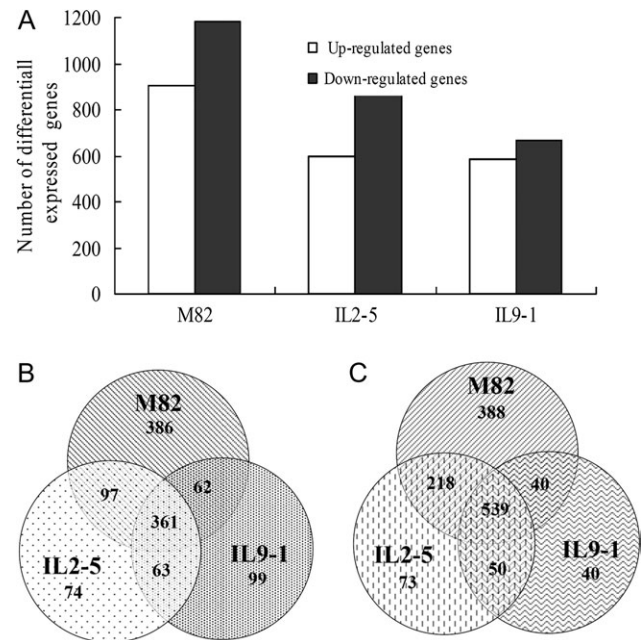 A
Number of differentiall
expressed genes
1200
1000
800
600
400
200
0
Up-regulated genes
Down-regulated genes
M82 IL2-5 IL9-1
B
M82
386
97
62
361
IL2-5
74
63
IL9-1
99
C
M82
388
218
40
539
IL2-5
73
50
IL9-1
40